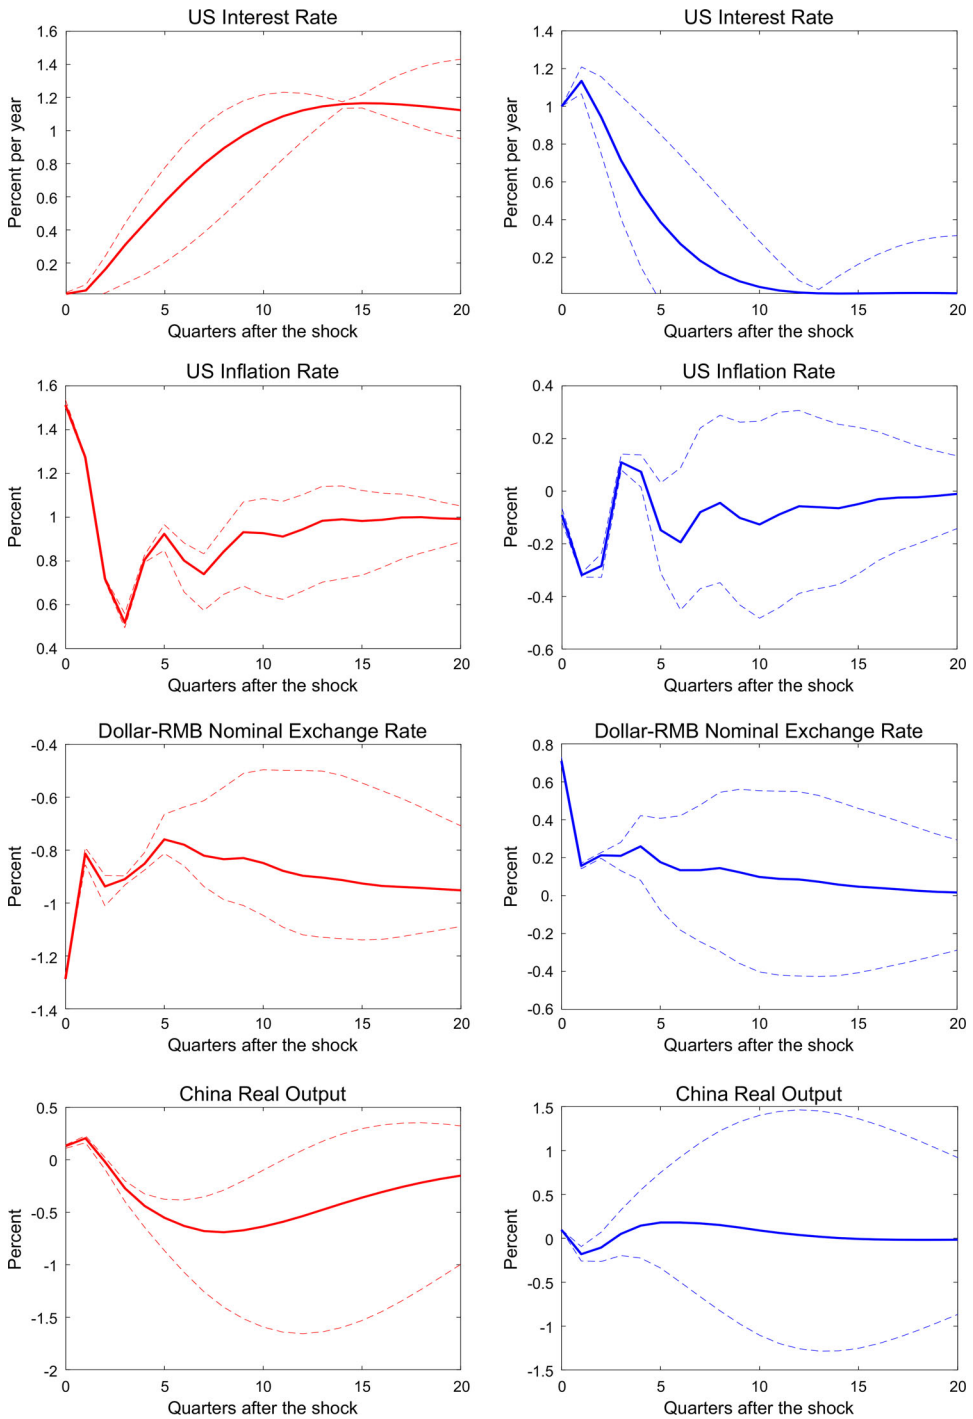 US Interest Rate
Percent per year
1.6
1.4
1.2
1
0.8
0.6
0.4
0.2
0 5 10 15 20
Quarters after the shock
US Interest Rate
Percent per year
1.4
1.2
1
0.8
0.6
0.4
0.2
0 5 10 15 20
Quarters after the shock
US Inflation Rate
Percent
1.6
1.4
1.2
1
0.8
0.6
0.4
0 5 10 15 20
Quarters after the shock
US Inflation Rate
Percent
0.4
0.2
0
-0.2
-0.4
-0.6
0 5 10 15 20
Quarters after the shock
Dollar-RMB Nominal Exchange Rate
Percent
-0.4
-0.6
-0.8
-1
-1.2
-1.4
0 5 10 15 20
Quarters after the shock
Dollar-RMB Nominal Exchange Rate
Percent
0.8
0.6
0.4
0.2
0.
-0.2
-0.4
-0.6
0 5 10 15 20
Quarters after the shock
China Real Output
Percent
0.5
0
-0.5
-1
-1.5
-2
0 5 10 15 20
Quarters after the shock
China Real Output
Percent
1.5
1
0.5
0
-0.5
-1
-1.5
0 5 10 15 20
Quarters after the shock